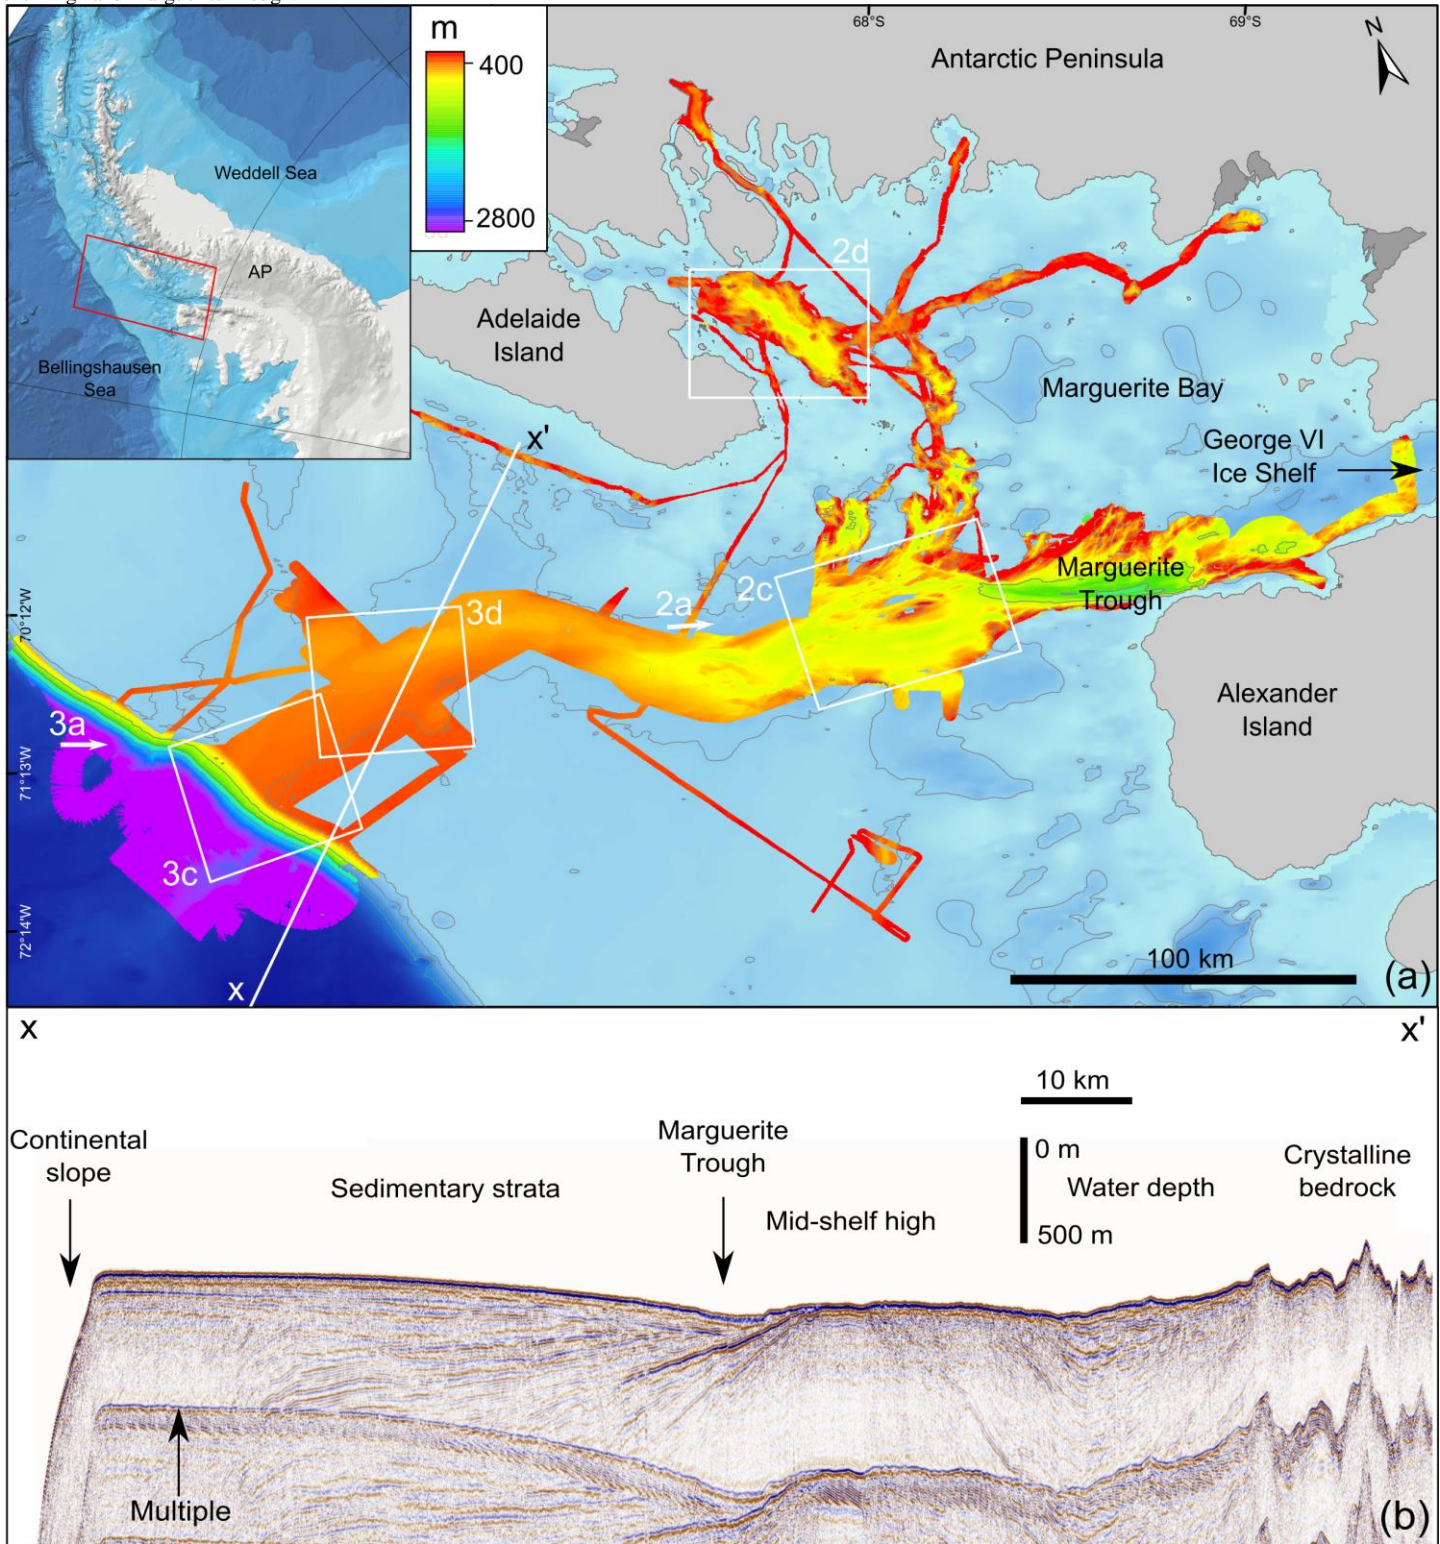 m
400
2800
Weddell Sea
AP
Bellingshausen
Sea
68°S
69°S
N
Antarctic Peninsula
2d
Adelaide
Island
Marguerite Bay
George VI
Ice Shelf
x'
Marguerite
Trough
2c
2a
3d
70°12'W
Alexander
Island
3a
71°13'W
3c
72°14'W
x
100 km
(a)
x
x'
10 km
Continental
slope
Marguerite
Trough
0 m
Crystalline
bedrock
Sedimentary strata
Water depth
Mid-shelf high
500 m
Multiple
(b)